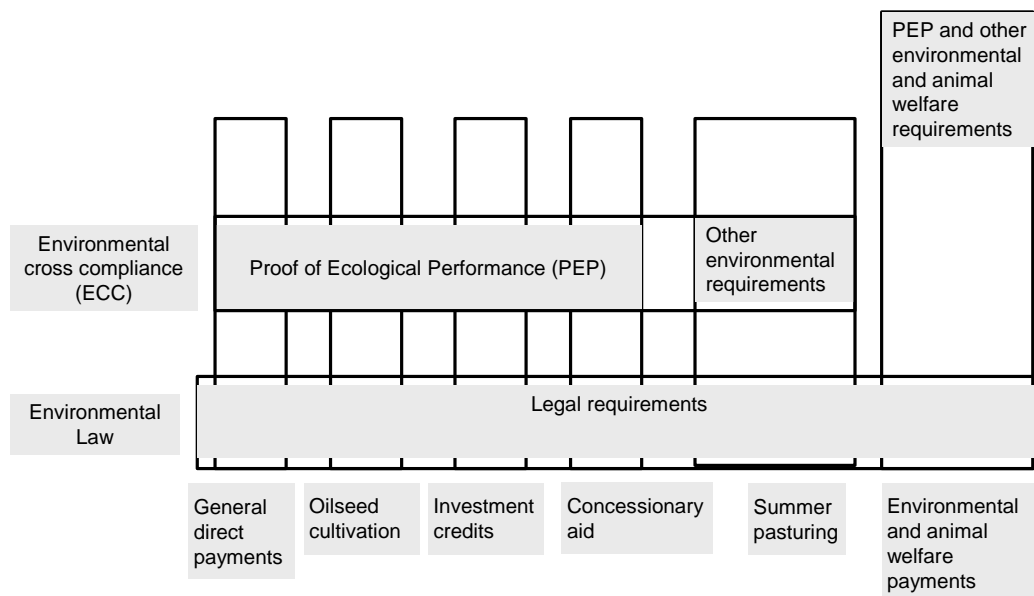 PEP and other
environmental
and animal
welfare
requirements
Environmental
cross compliance
(ECC)
Proof of Ecological Performance (PEP)
Other
environmental
requirements
Environmental
Law
Legal requirements
General
direct
payments
Oilseed
cultivation
Investment
credits
Concessionary
aid
Summer
pasturing
Environmental
and animal
welfare
payments